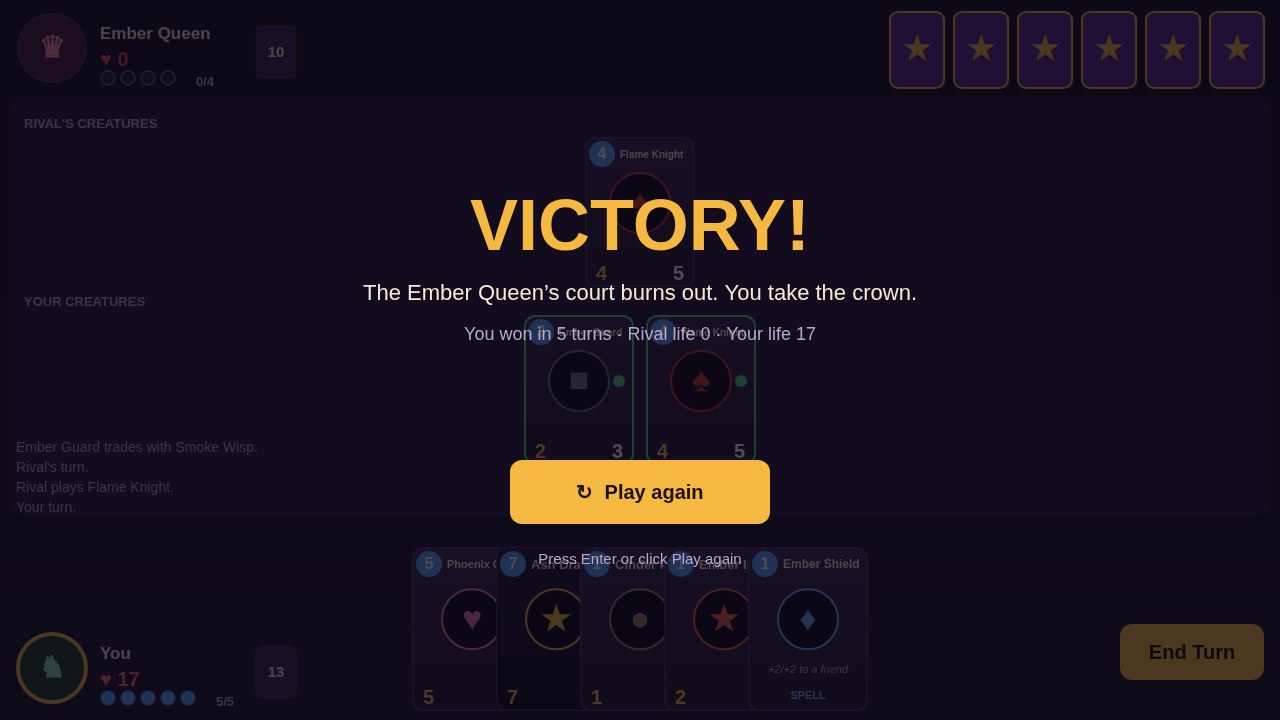 Ember Queen
♥ 0
0/4
10
RIVAL'S CREATURES
4 Flame Knight
4 5
VICTORY!
The Ember Queen’s court burns out. You take the crown.
YOUR CREATURES
You won in 5 turns · Rival life 0 · Your life 17
2 3
4 5
Ember Guard trades with Smoke Wisp.
Rival's turn.
Rival plays Flame Knight.
Your turn.
↻ Play again
Press Enter or click Play again
5 Phoenix
5
7 Ash
7
1 Cinder
1
Ember
2
1 Ember Shield
+2/+2 to a friend
SPELL
You
♥ 17
5/5
13
End Turn